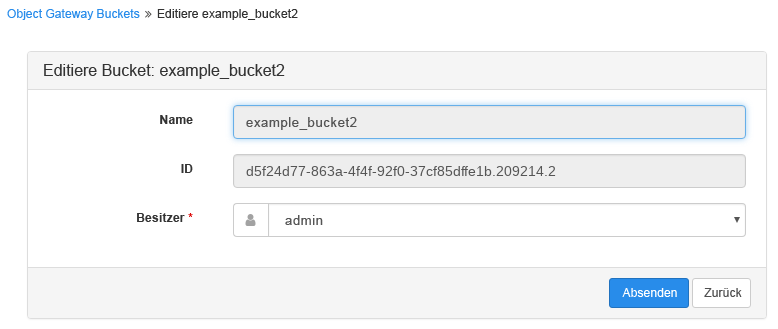 Object Gateway Buckets » Editiere example_bucket2
Editiere Bucket: example_bucket2
Name example_bucket2
ID d5f24d77-863a-4f4f-92f0-37cf85dffe1b.209214.2
Besitzer * admin
Absenden Zurück